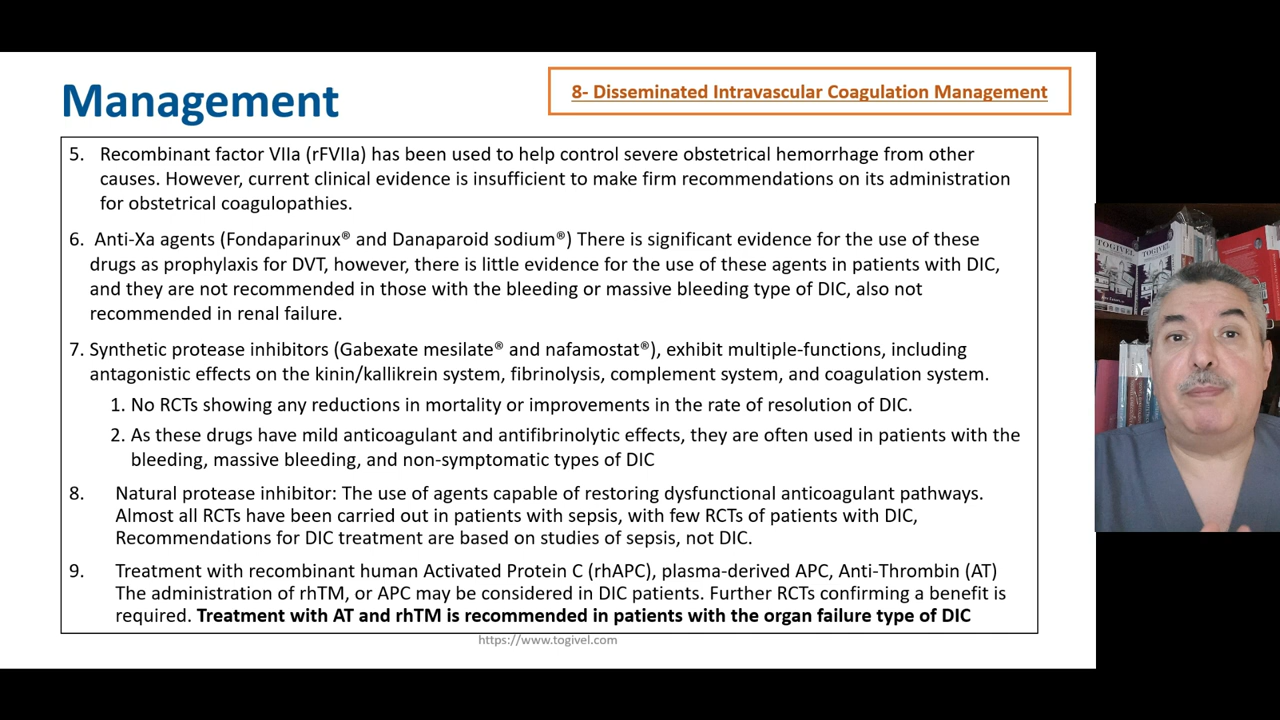 Management
8- Disseminated Intravascular Coagulation Management
5. Recombinant factor VIIa (rFVIIa) has been used to help control severe obstetrical hemorrhage from other
causes. However, current clinical evidence is insufficient to make firm recommendations on its administration
for obstetrical coagulopathies.
6. Anti-Xa agents (Fondaparinux® and Danaparoid sodium®) There is significant evidence for the use of these
drugs as prophylaxis for DVT, however, there is little evidence for the use of these agents in patients with DIC,
and they are not recommended in those with the bleeding or massive bleeding type of DIC, also not
recommended in renal failure.
7. Synthetic protease inhibitors (Gabexate mesilate® and nafamostat®), exhibit multiple-functions, including
antagonistic effects on the kinin/kallikrein system, fibrinolysis, complement system, and coagulation system.
1. No RCTs showing any reductions in mortality or improvements in the rate of resolution of DIC.
2. As these drugs have mild anticoagulant and antifibrinolytic effects, they are often used in patients with the
bleeding, massive bleeding, and non-symptomatic types of DIC
8. Natural protease inhibitor: The use of agents capable of restoring dysfunctional anticoagulant pathways.
Almost all RCTs have been carried out in patients with sepsis, with few RCTs of patients with DIC,
Recommendations for DIC treatment are based on studies of sepsis, not DIC.
9. Treatment with recombinant human Activated Protein C (rhAPC), plasma-derived APC, Anti-Thrombin (AT)
The administration of rhTM, or APC may be considered in DIC patients. Further RCTs confirming a benefit is
required. Treatment with AT and rhTM is recommended in patients with the organ failure type of DIC
https://www.togivel.com
TOGIVEL
TOGIVEL